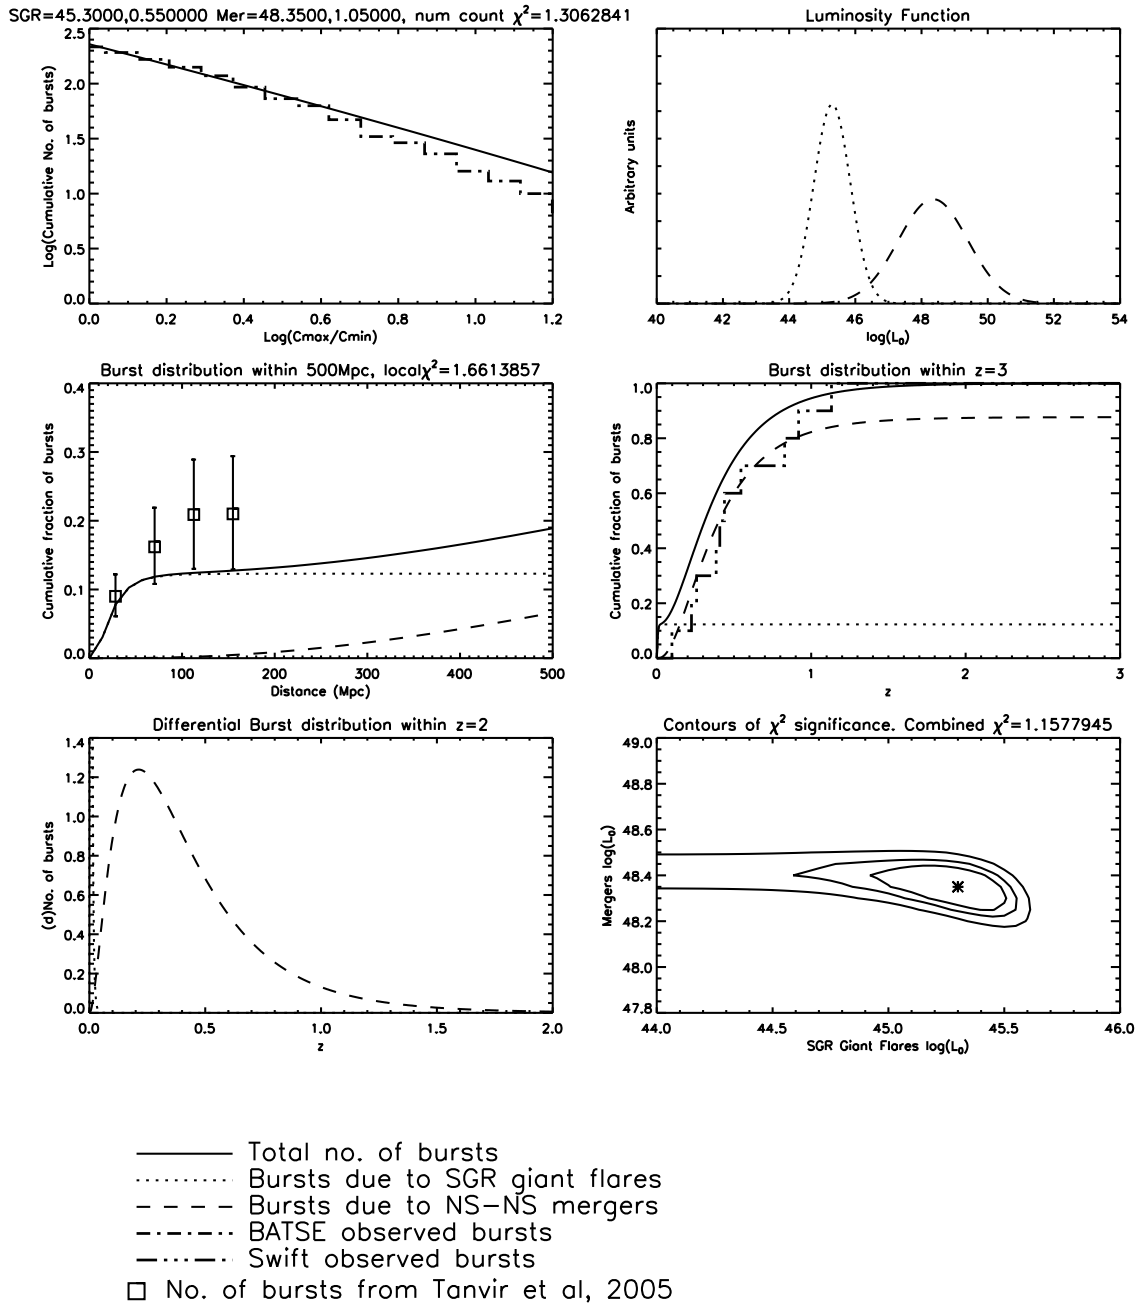 SGR=45.3000,0.550000 Mer=48.3500,1.05000, num count χ²=1.3062841
Log(Cumulative No. of bursts)
2.5
2.0
1.5
1.0
0.5
0.0
0.0 0.2 0.4 0.6 0.8 1.0 1.2
Log(Cmax/Cmin)
Luminosity Function
Arbitrary units
40 42 44 46 48 50 52 54
log(L₀)
Burst distribution within 500Mpc, localχ²=1.6613857
Cumulative fraction of bursts
0.4
0.3
0.2
0.1
0.0
0 100 200 300 400 500
Distance (Mpc)
Burst distribution within z=3
Cumulative fraction of bursts
1.0
0.8
0.6
0.4
0.2
0.0
0 1 2 3
z
Differential Burst distribution within z=2
(d)No. of bursts
1.4
1.2
1.0
0.8
0.6
0.4
0.2
0.0
0.0 0.5 1.0 1.5 2.0
z
Contours of χ² significance. Combined χ²=1.1577945
Mergers log(L₀)
49.0
48.8
48.6
48.4
48.2
48.0
47.8
44.0 44.5 45.0 45.5 46.0
SGR Giant Flares log(L₀)
Total no. of bursts
Bursts due to SGR giant flares
Bursts due to NS−NS mergers
BATSE observed bursts
Swift observed bursts
No. of bursts from Tanvir et al, 2005